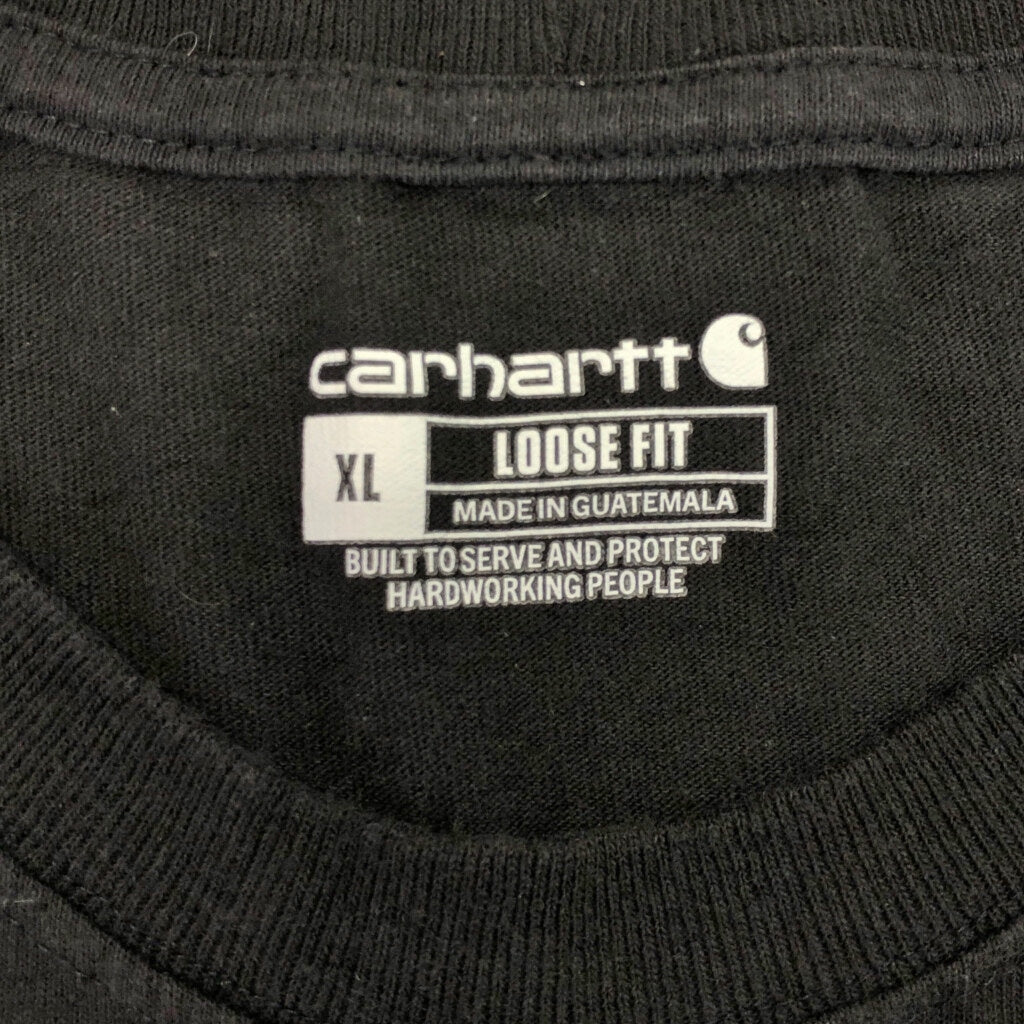 carhartt
XL
LOOSE FIT
MADE IN GUATEMALA
BUILT TO SERVE AND PROTECT
HARDWORKING PEOPLE